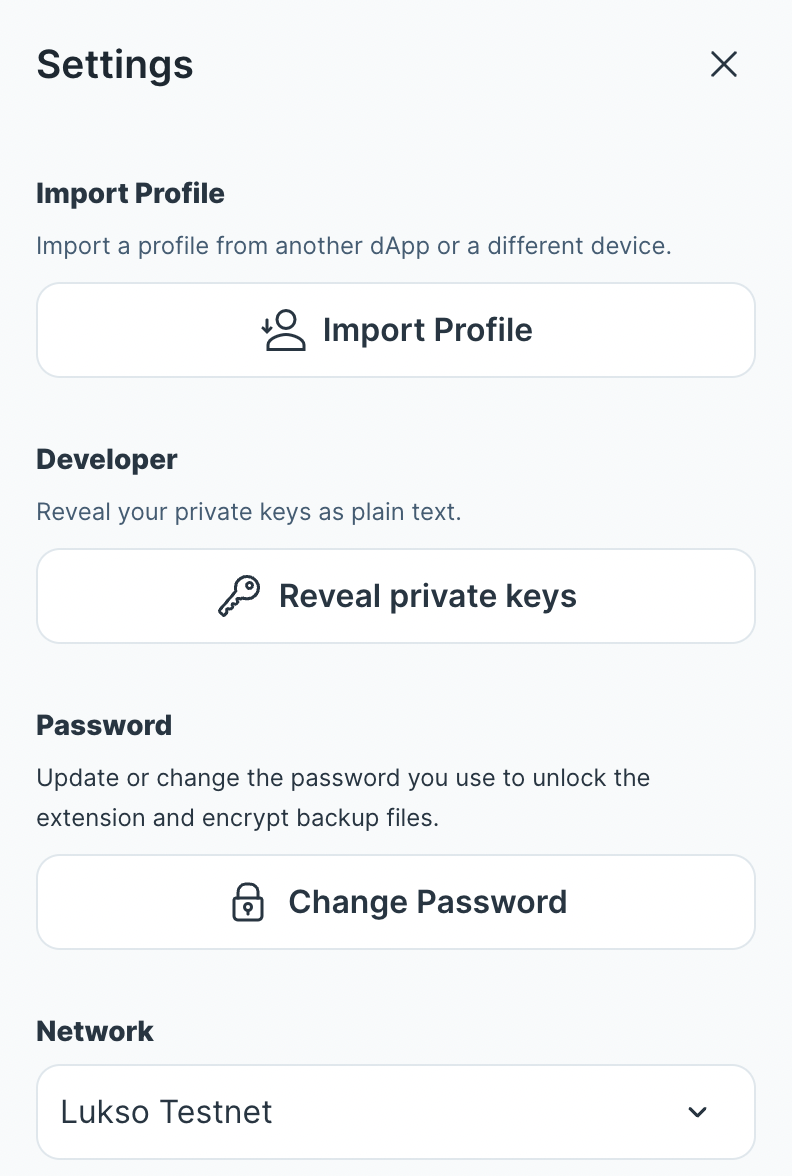 Settings
Import Profile
Import a profile from another dApp or a different device.
Import Profile
Developer
Reveal your private keys as plain text.
Reveal private keys
Password
Update or change the password you use to unlock the
extension and encrypt backup files.
Change Password
Network
Lukso Testnet